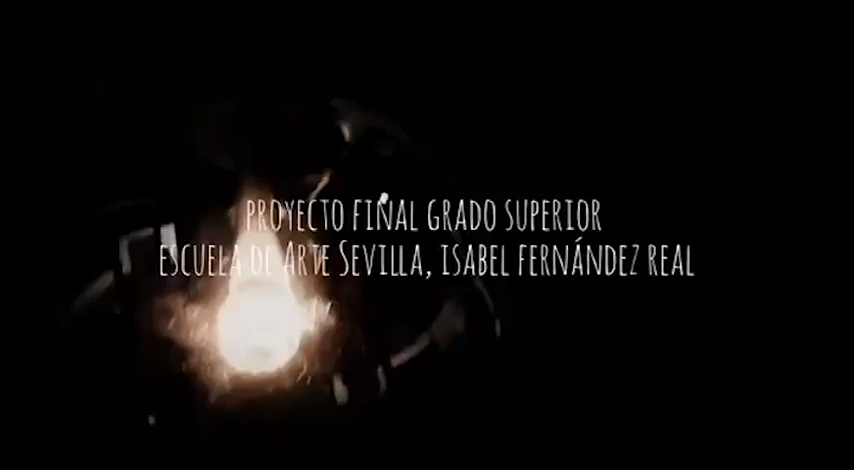 PROYECTO FINAL GRADO SUPERIOR
ESCUELA DE ARTE SEVILLA, ISABEL FERNÁNDEZ REAL